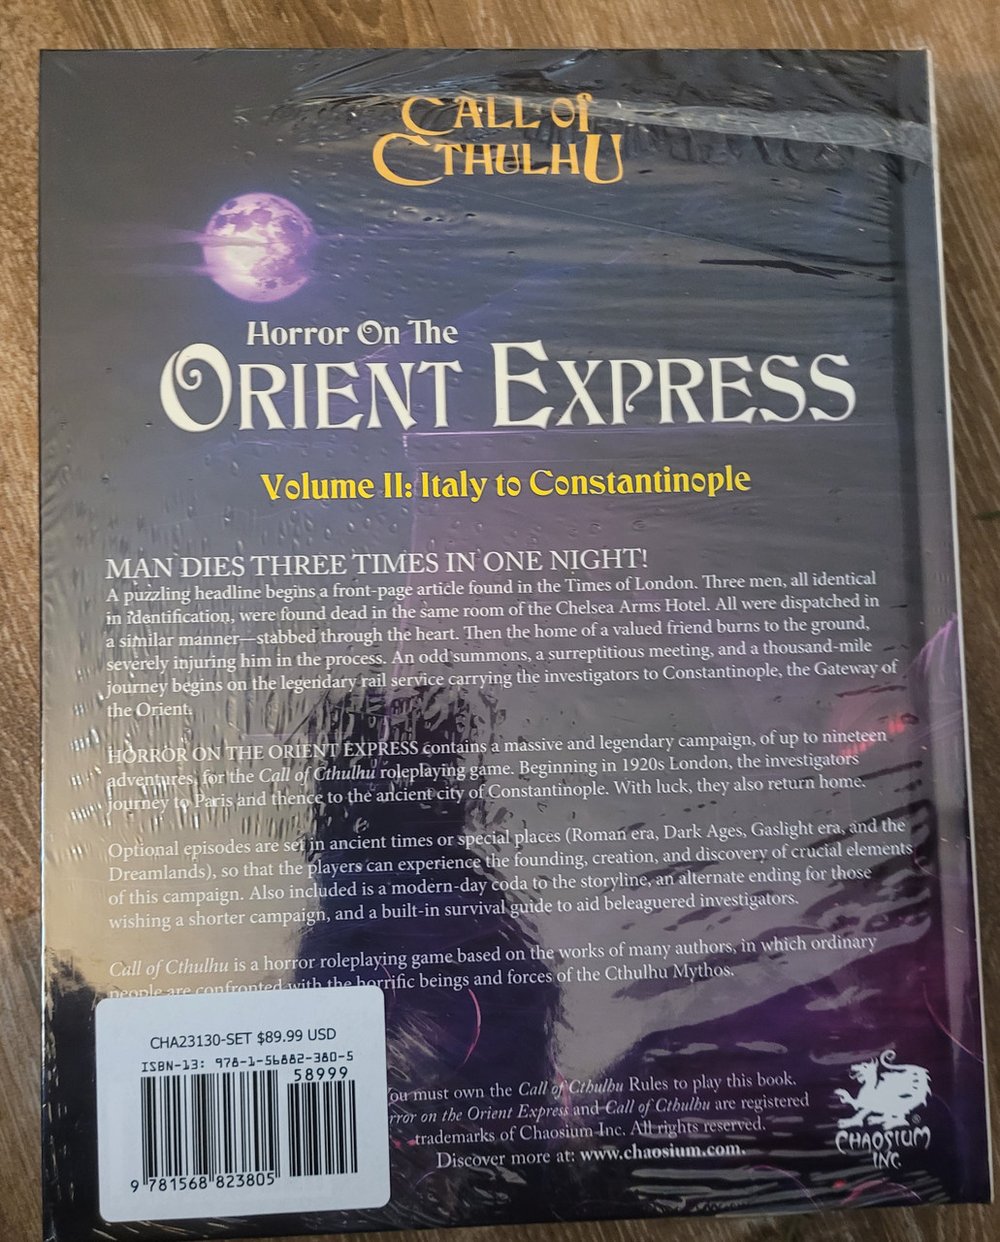 CALL OF
CTHULHU
Horror On The
ORIENT EXPRESS
Volume II: Italy to Constantinople
MAN DIES THREE TIMES IN ONE NIGHT!
A puzzling headline begins a front-page article found in the Times of London. Three men, all identical
in identification, were found dead in the same room of the Chelsea Arms Hotel. All were dispatched in
a similar manner—stabbed through the heart. Then the home of a valued friend burns to the ground,
severely injuring him in the process. An odd summons, a surreptitious meeting, and a thousand-mile
journey begins on the legendary rail service carrying the investigators to Constantinople, the Gateway of
the Orient.
HORROR ON THE ORIENT EXPRESS contains a massive and legendary campaign, of up to nineteen
adventures, for the Call of Cthulhu roleplaying game. Beginning in 1920s London, the investigators
journey to Paris and thence to the ancient city of Constantinople. With luck, they also return home.
Optional episodes are set in ancient times or special places (Roman era, Dark Ages, Gaslight era, and the
Dreamlands), so that the players can experience the founding, creation, and discovery of crucial elements
of this campaign. Also included is a modern-day coda to the storyline, an alternate ending for those
wishing a shorter campaign, and a built-in survival guide to aid beleaguered investigators.
Call of Cthulhu is a horror roleplaying game based on the works of many authors, in which ordinary
people are confronted with the horrific beings and forces of the Cthulhu Mythos.
CHA23130-SET $89.99 USD
ISBN-13: 978-1-56882-380-5
58999
9 781568 823805
ou must own the Call of Cthulhu Rules to play this book.
rror on the Orient Express and Call of Cthulhu are registered
trademarks of Chaosium Inc. All rights reserved.
Discover more at: www.chaosium.com.
CHAOSIUM
INC.